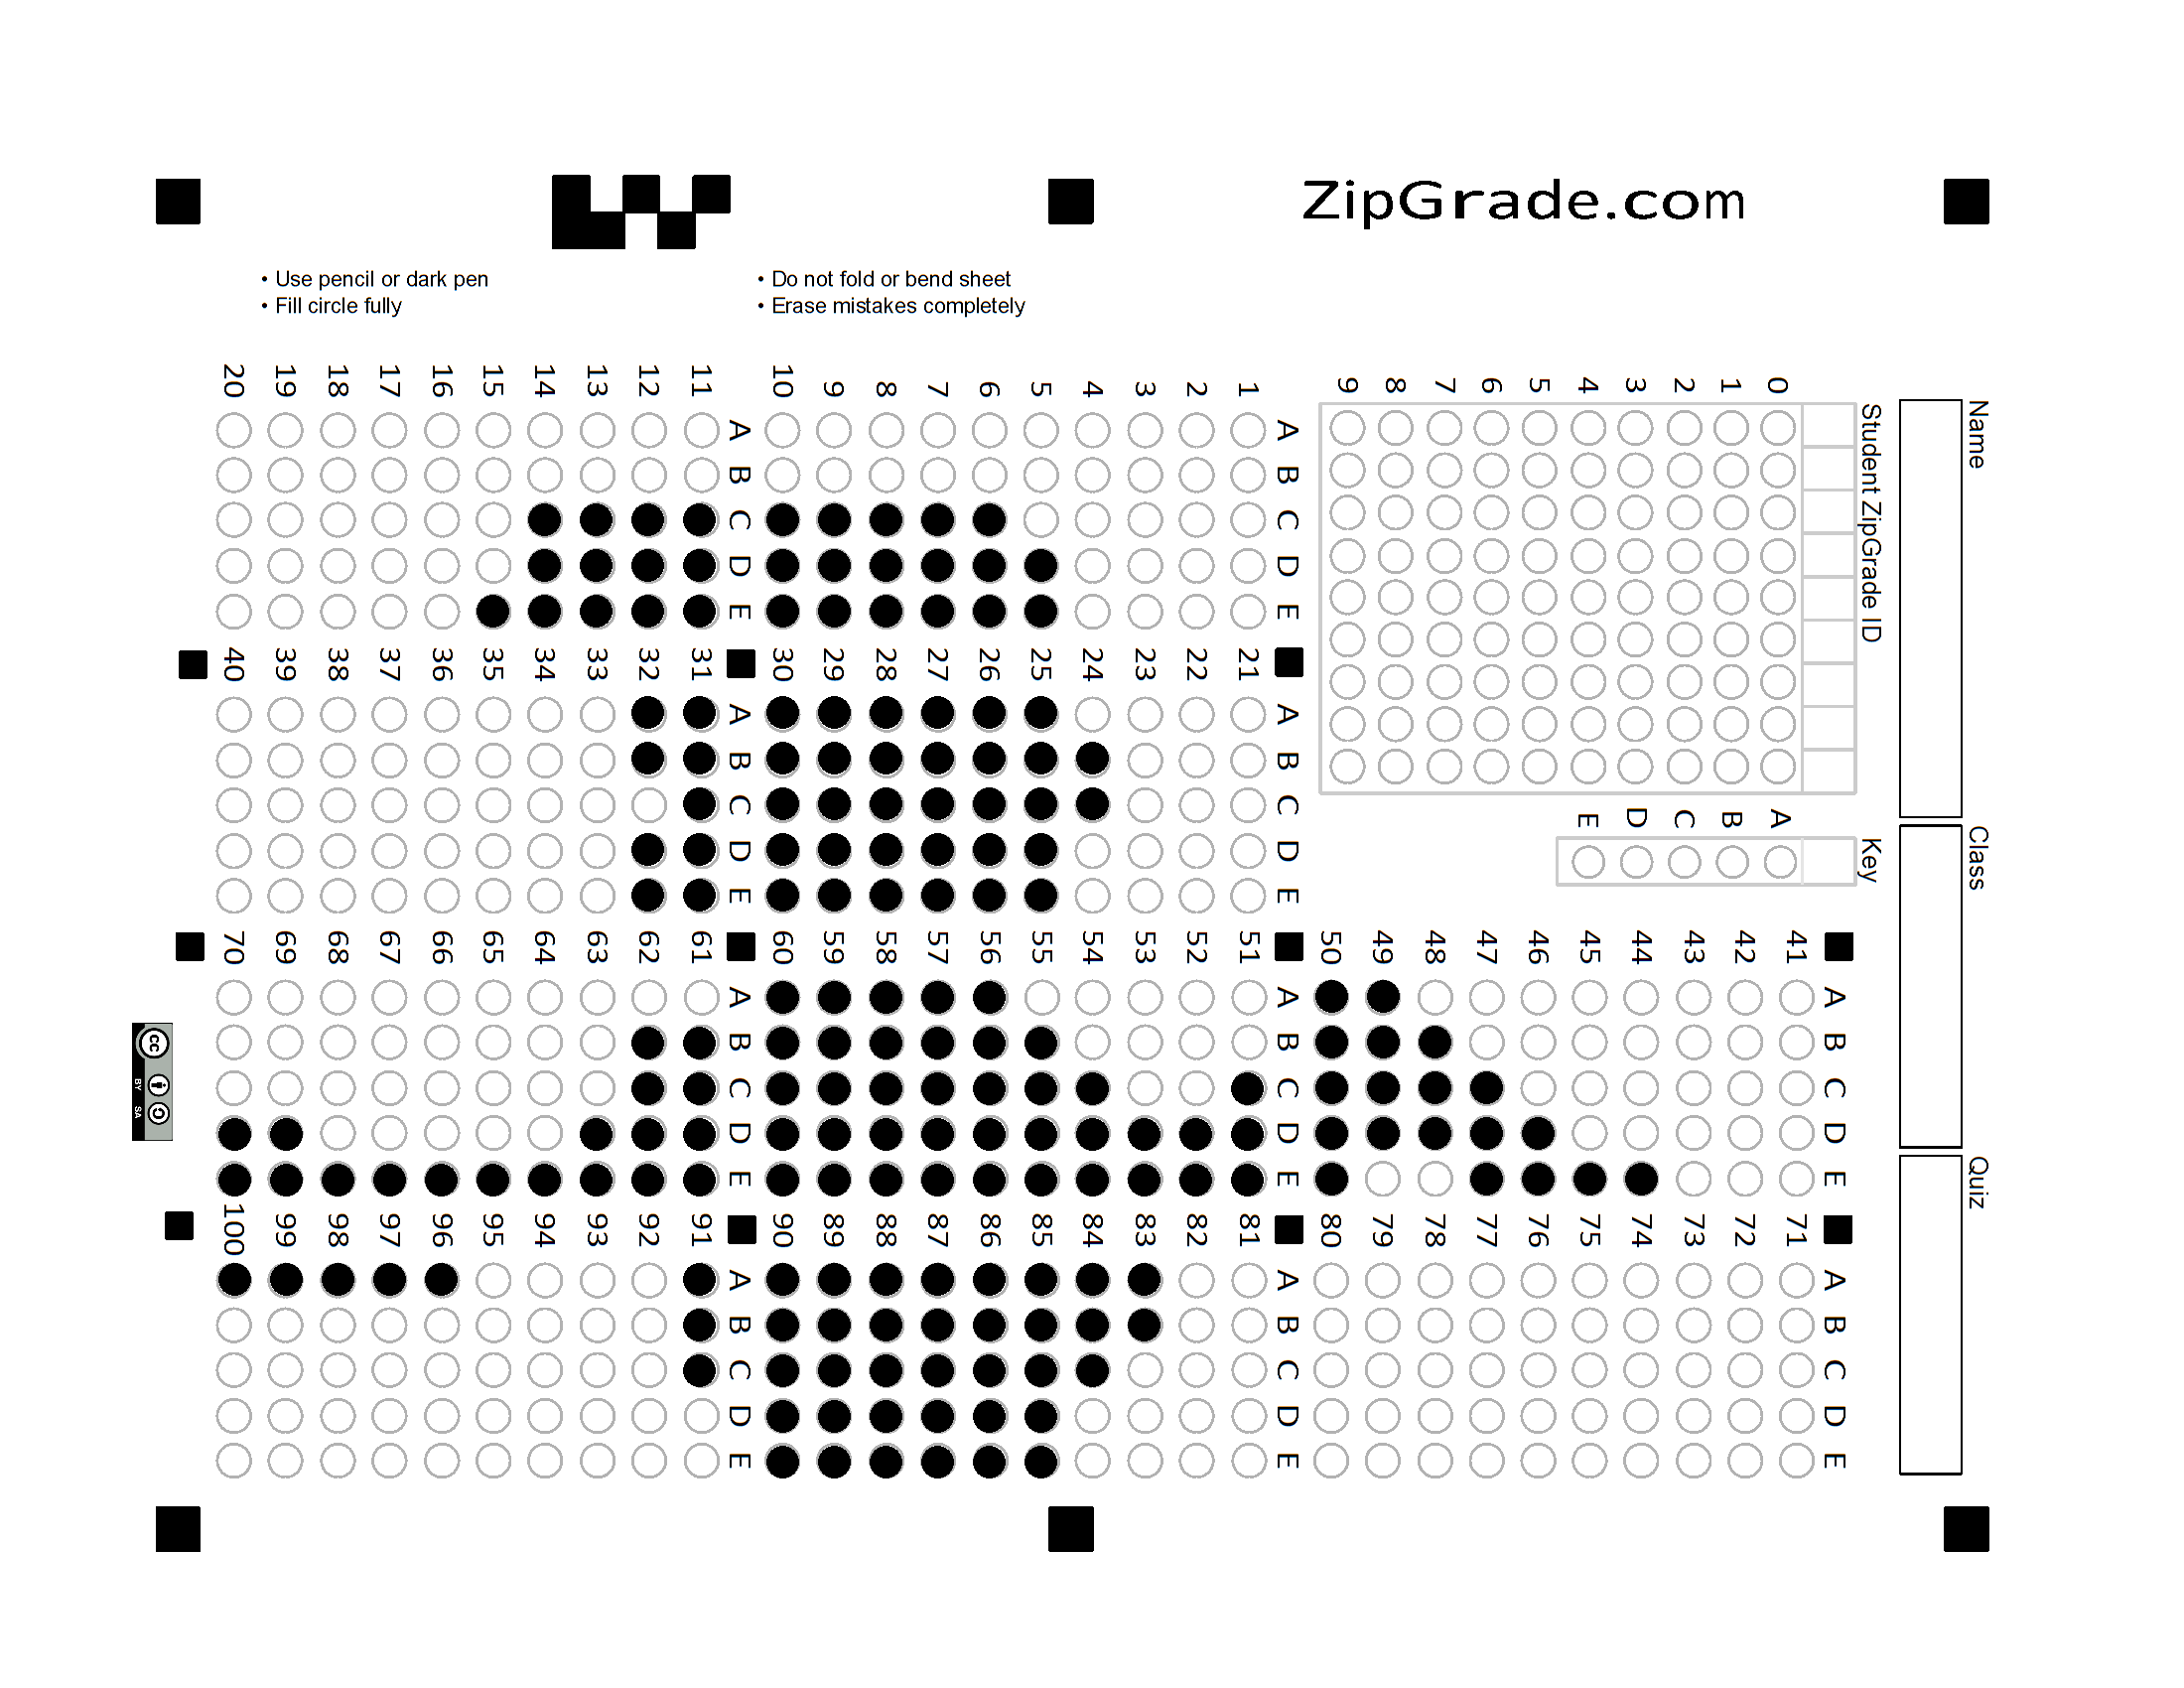 ZipGrade.com
• Use pencil or dark pen
• Fill circle fully
• Do not fold or bend sheet
• Erase mistakes completely
Name
Class
Quiz
Student ZipGrade ID
0 1 2 3 4 5 6 7 8 9
Key
A B C D E
A B C D E
1 2 3 4 5 6 7 8 9 10
A B C D E
11 12 13 14 15 16 17 18 19 20
A B C D E
21 22 23 24 25 26 27 28 29 30
A B C D E
31 32 33 34 35 36 37 38 39 40
A B C D E
41 42 43 44 45 46 47 48 49 50
A B C D E
51 52 53 54 55 56 57 58 59 60
A B C D E
61 62 63 64 65 66 67 68 69 70
A B C D E
71 72 73 74 75 76 77 78 79 80
A B C D E
81 82 83 84 85 86 87 88 89 90
A B C D E
91 92 93 94 95 96 97 98 99 100
A B C D E
cc
BY SA